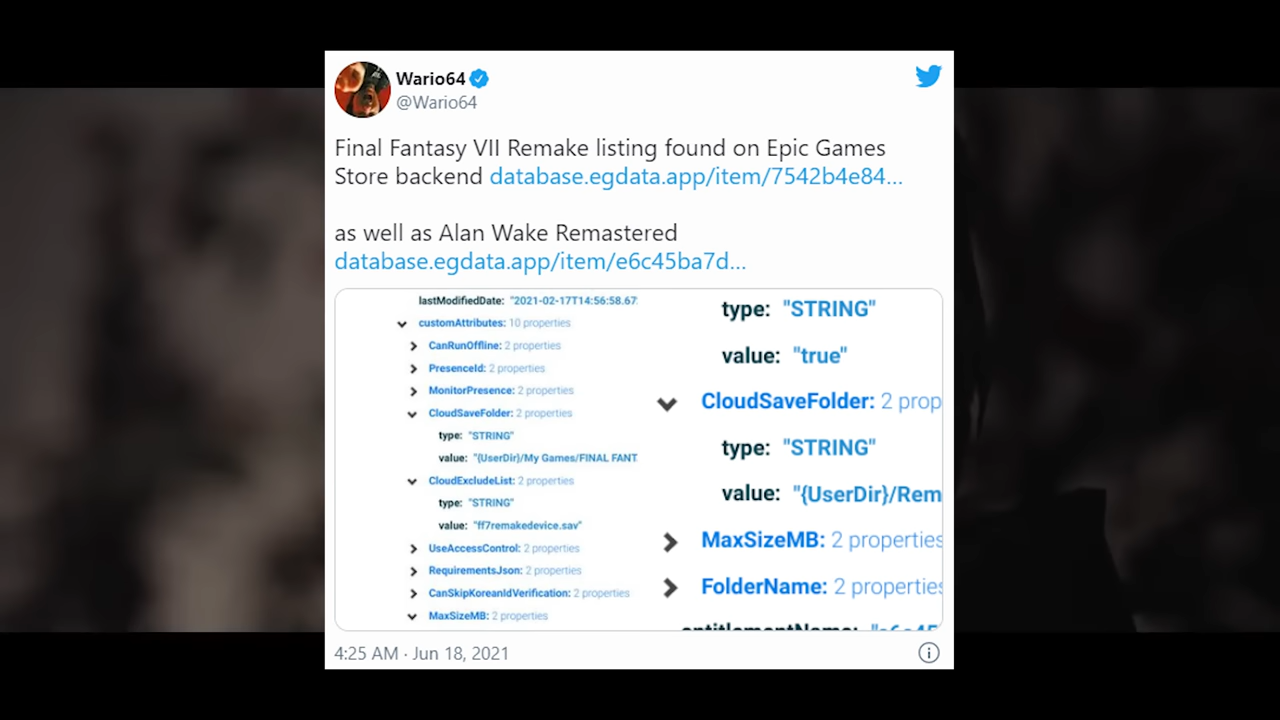 Wario64
@Wario64
Final Fantasy VII Remake listing found on Epic Games
Store backend database.egdata.app/item/7542b4e84...
as well as Alan Wake Remastered
database.egdata.app/item/e6c45ba7d...
lastModifiedDate: "2021-02-17T14:56:58.67
customAttributes: 10 properties
CanRunOffline: 2 properties
PresenceId: 2 properties
MonitorPresence: 2 properties
CloudSaveFolder: 2 properties
type: "STRING"
value: "{UserDir}/My Games/FINAL FANT
CloudExcludeList: 2 properties
type: "STRING"
value: "ff7remakedevice.sav"
UseAccessControl: 2 properties
RequirementsJson: 2 properties
CanSkipKoreanIdVerification: 2 properties
MaxSizeMB: 2 properties
type: "STRING"
value: "true"
CloudSaveFolder: 2 prop
type: "STRING"
value: "{UserDir}/Rem
MaxSizeMB: 2 properties
FolderName: 2 properties
entitlementName: "e6c45
4:25 AM · Jun 18, 2021